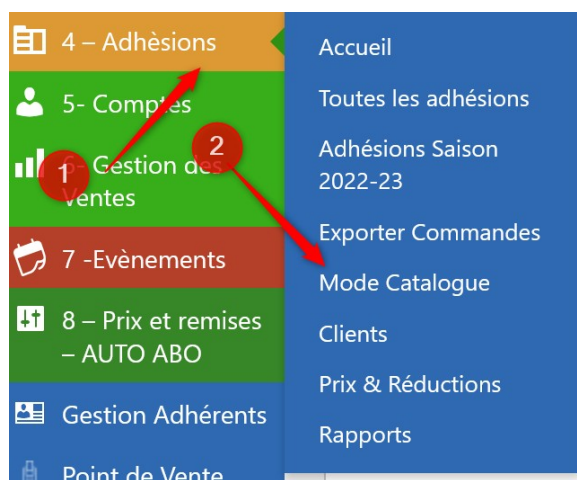 4 – Adhèsions
5- Comptes
6- Gestion des
Ventes
7 -Evènements
8 – Prix et remises
– AUTO ABO
Gestion Adhérents
Point de Vente
1
2
Accueil
Toutes les adhésions
Adhésions Saison
2022-23
Exporter Commandes
Mode Catalogue
Clients
Prix & Réductions
Rapports